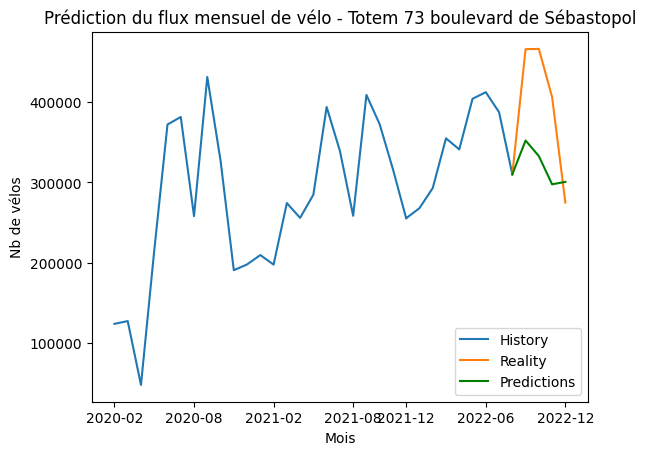 Prédiction du flux mensuel de vélo - Totem 73 boulevard de Sébastopol
Nb de vélos
400000
300000
200000
100000
History
Reality
Predictions
2020-02 2020-08 2021-02 2021-08 2021-12 2022-06 2022-12
Mois